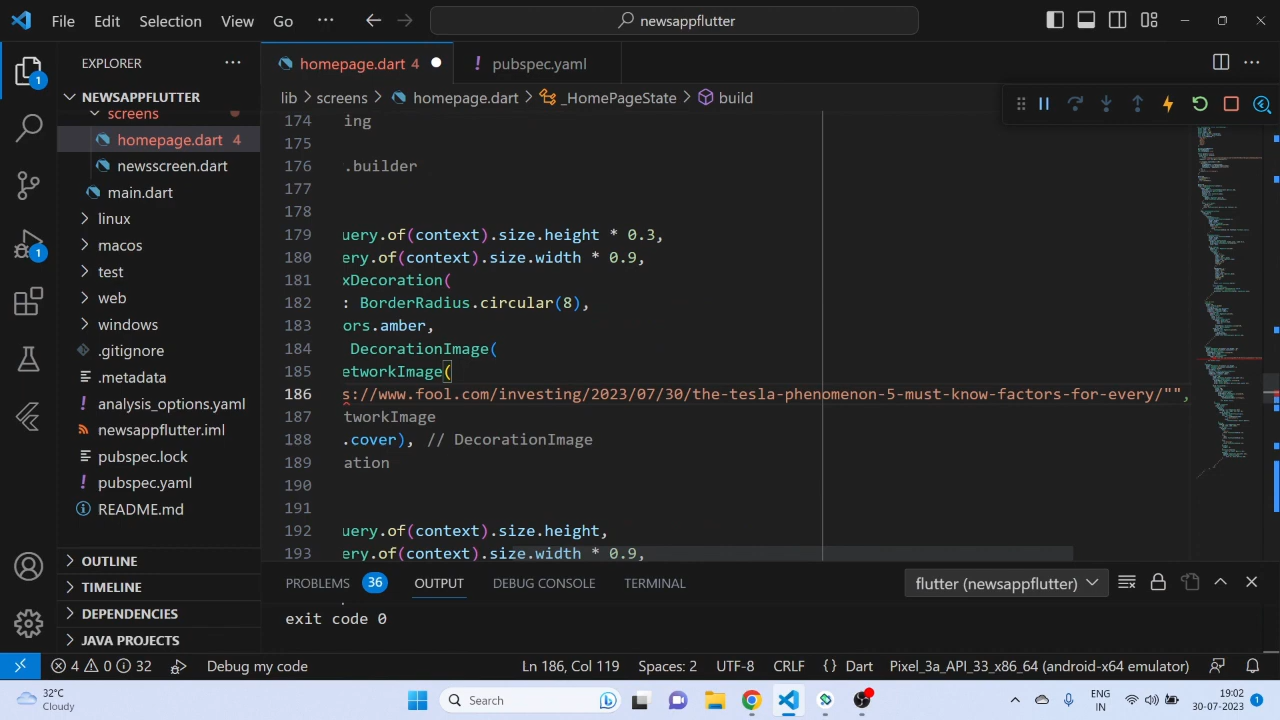 File Edit Selection View Go ··· newsappflutter
EXPLORER ···
homepage.dart 4
! pubspec.yaml
NEWSAPPFLUTTER
lib > screens > homepage.dart > _HomePageState > build
screens
homepage.dart 4
newsscreen.dart
main.dart
linux
macos
test
web
windows
.gitignore
.metadata
analysis_options.yaml
newsappflutter.iml
pubspec.lock
pubspec.yaml
README.md
OUTLINE
TIMELINE
DEPENDENCIES
JAVA PROJECTS
174 ing
175
176 .builder
177
178
179 uery.of(context).size.height * 0.3,
180 ery.of(context).size.width * 0.9,
181 xDecoration(
182 : BorderRadius.circular(8),
183 ors.amber,
184 DecorationImage(
185 etworkImage(
186 s://www.fool.com/investing/2023/07/30/the-tesla-phenomenon-5-must-know-factors-for-every/"",
187 tworkImage
188 .cover), // DecorationImage
189 ation
190
191
192 uery.of(context).size.height,
193 ery.of(context).size.width * 0.9,
PROBLEMS 36 OUTPUT DEBUG CONSOLE TERMINAL flutter (newsappflutter)
exit code 0
4 0 32 Debug my code Ln 186, Col 119 Spaces: 2 UTF-8 CRLF {} Dart Pixel_3a_API_33_x86_64 (android-x64 emulator)
32°C
Cloudy
Search
ENG
IN
19:02
30-07-2023
1